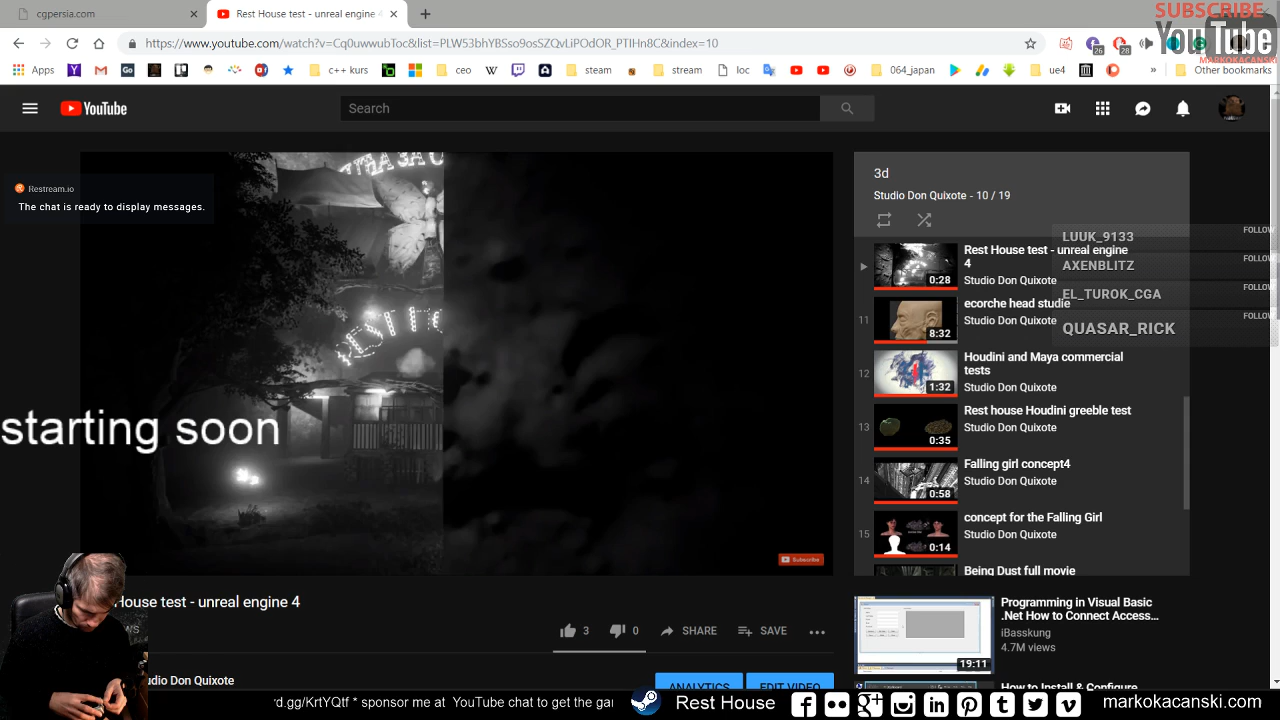 cgpersia.com
Rest House test - unreal engine 4
SUBSCRIBE
YouTube
MARKOKACANSKI
https://www.youtube.com/watch?v=Cq0uwwubToc&list=PLW53bhYBSso9osSZQvLiPOdOR_PTIHn8C&index=10
26
28
Apps
c++ kurs
ceo
steam
stream
loc
064_japan
ue4
Other bookmarks
YouTube
Search
3d
Studio Don Quixote - 10 / 19
Restream.io
The chat is ready to display messages.
REST
LUUK_9133
FOLLOW
AXENBLITZ
FOLLOW
EL_TUROK_CGA
FOLLOW
QUASAR_RICK
FOLLOW
Rest House test - unreal engine
4
Studio Don Quixote
0:28
11
ecorche head studie
Studio Don Quixote
8:32
12
Houdini and Maya commercial
tests
Studio Don Quixote
1:32
13
Rest house Houdini greeble test
Studio Don Quixote
0:35
14
Falling girl concept4
Studio Don Quixote
0:58
15
concept for the Falling Girl
Studio Don Quixote
0:14
Being Dust full movie
starting soon
Subscribe
House test - unreal engine 4
3
0
SHARE
SAVE
Programming in Visual Basic
.Net How to Connect Access...
iBasskung
4.7M views
19:11
How to Install & Configure
Studio Don Quixote
ANALYTICS
EDIT VIDEO
* sponsor me on YouTube chat to get the gam
Rest House
markokacanski.com